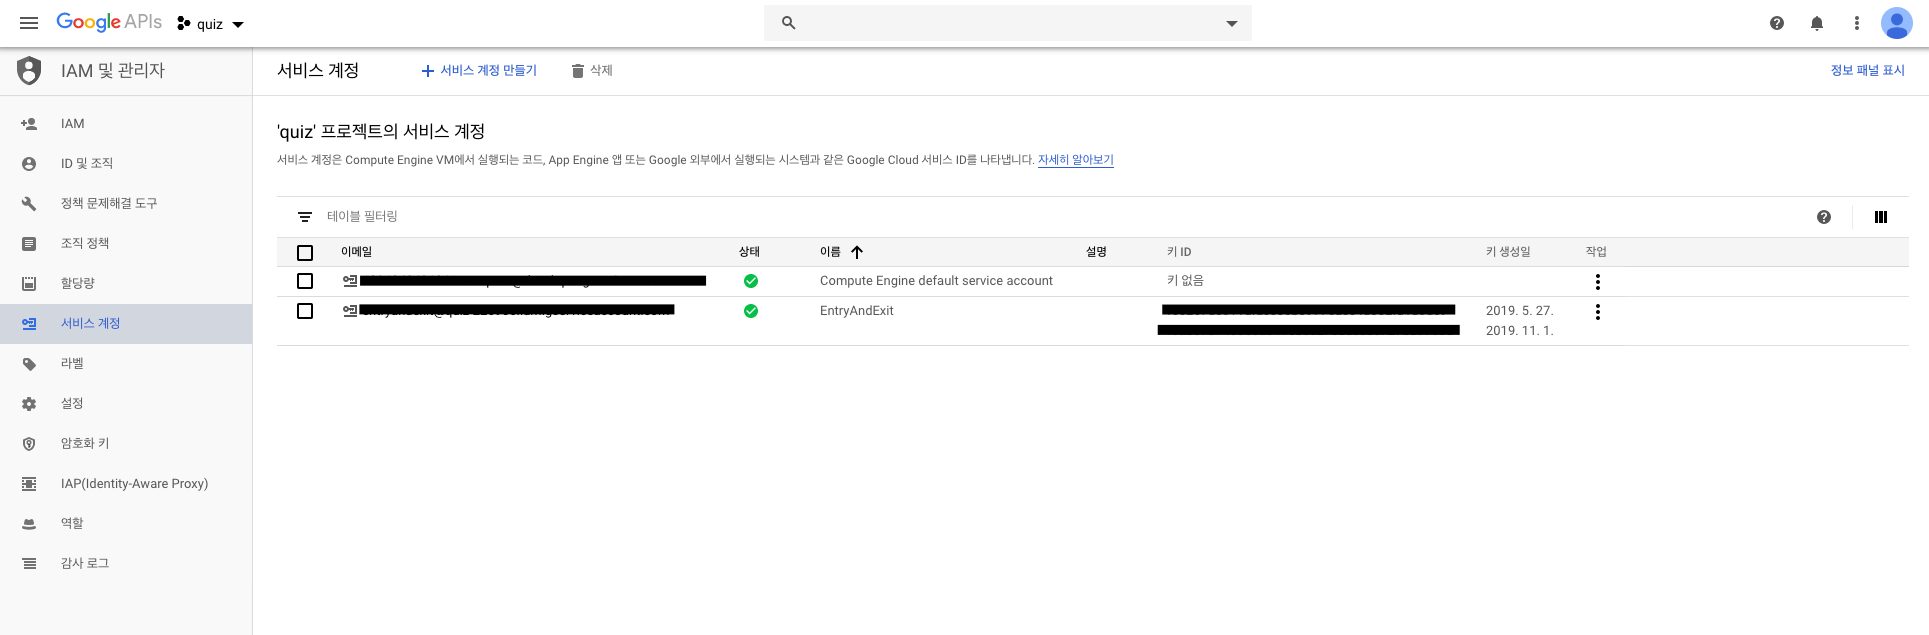 Google APIs quiz
IAM 및 관리자
서비스 계정 서비스 계정 만들기 삭제 정보 패널 표시
IAM
ID 및 조직
정책 문제해결 도구
조직 정책
할당량
서비스 계정
라벨
설정
암호화 키
IAP(Identity-Aware Proxy)
역할
감사 로그
'quiz' 프로젝트의 서비스 계정
서비스 계정은 Compute Engine VM에서 실행되는 코드, App Engine 앱 또는 Google 외부에서 실행되는 시스템과 같은 Google Cloud 서비스 ID를 나타냅니다. 자세히 알아보기
테이블 필터링
이메일 상태 이름 설명 키 ID 키 생성일 작업
Compute Engine default service account 키 없음
EntryAndExit 2019. 5. 27.
2019. 11. 1.